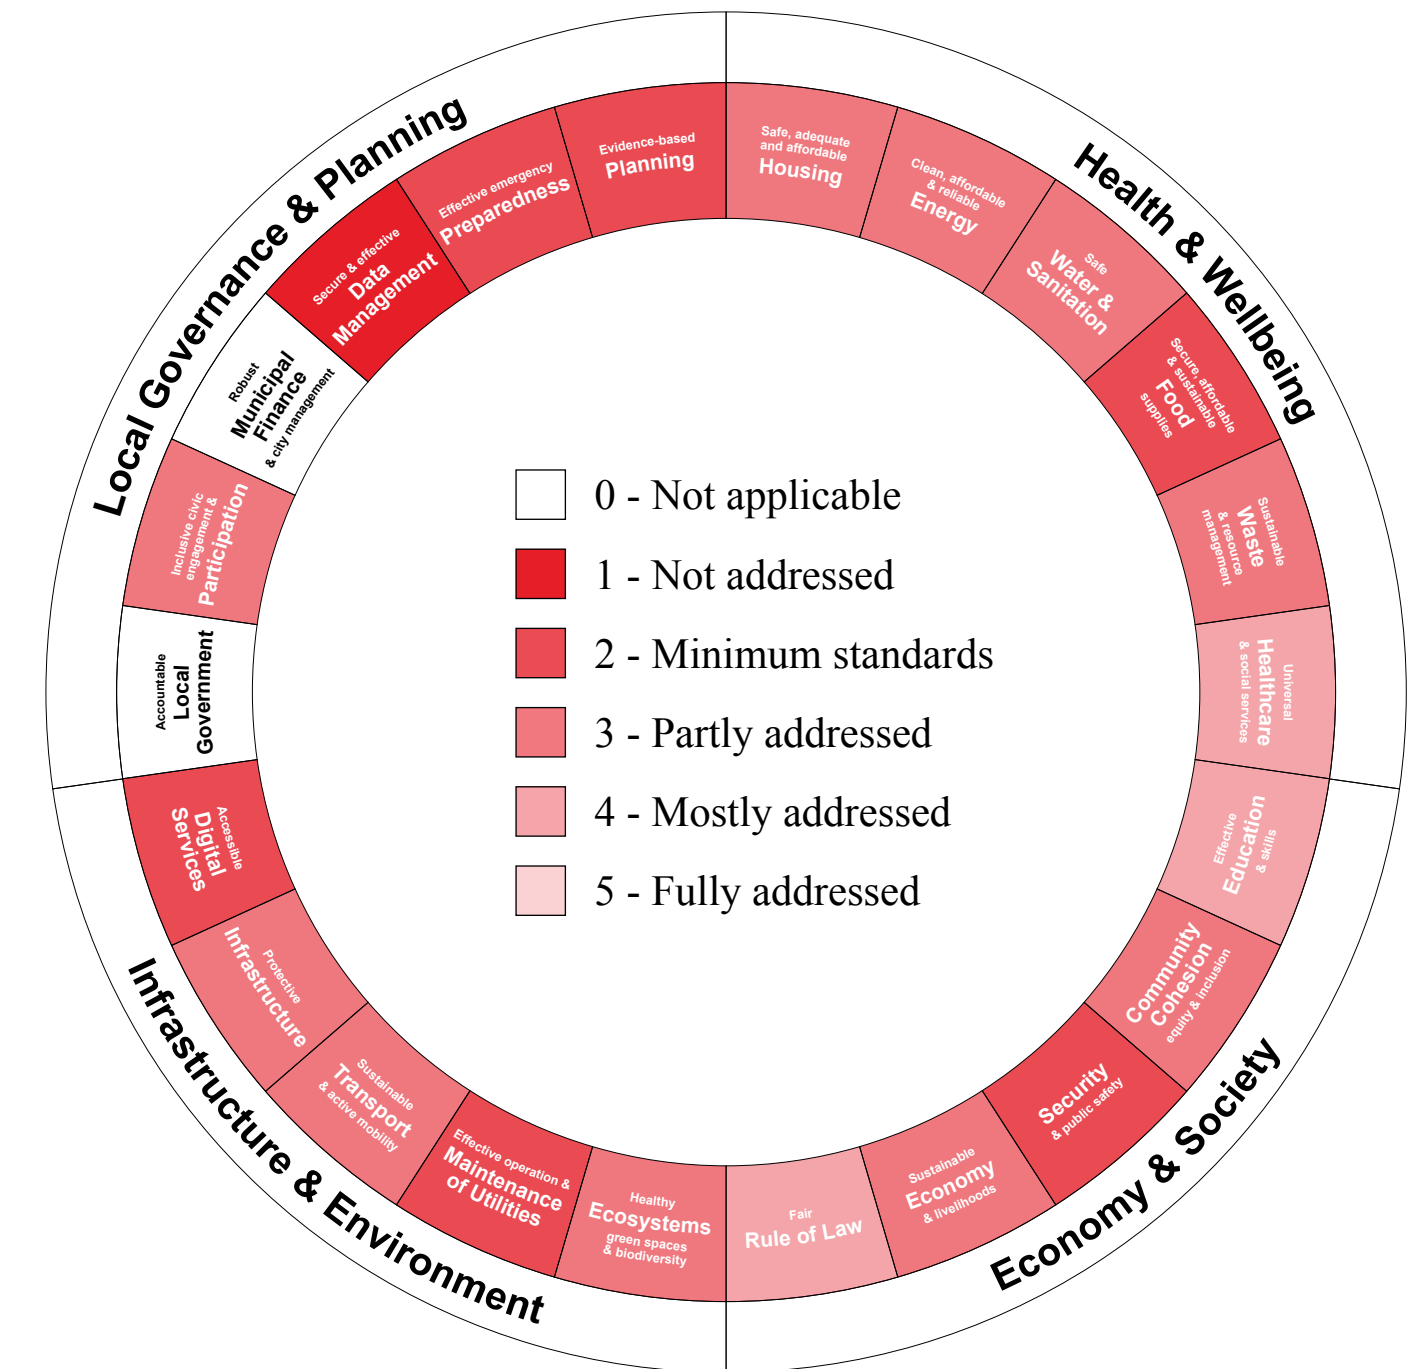 Local Governance & Planning
Health & Wellbeing
Economy & Society
Infrastructure & Environment
Safe, adequate
and affordable
Housing
Clean, affordable
& reliable
Energy
Safe
Water &
Sanitation
Secure, affordable
& sustainable
Food
supplies
Sustainable
Waste
& resource
management
Universal
Healthcare
& social services
Effective
Education
& skills
Community
Cohesion
equity & inclusion
Security
& public safety
Sustainable
Economy
& livelihoods
Fair
Rule of Law
Healthy
Ecosystems
green spaces
& biodiversity
Effective operation &
Maintenance
of Utilities
Sustainable
Transport
& active mobility
Protective
Infrastructure
Accessible
Digital
Services
Accountable
Local
Government
Inclusive civic
engagement &
Participation
Robust
Municipal
Finance
& city management
Secure & effective
Data
Management
Effective emergency
Preparedness
Evidence-based
Planning
0 - Not applicable
1 - Not addressed
2 - Minimum standards
3 - Partly addressed
4 - Mostly addressed
5 - Fully addressed